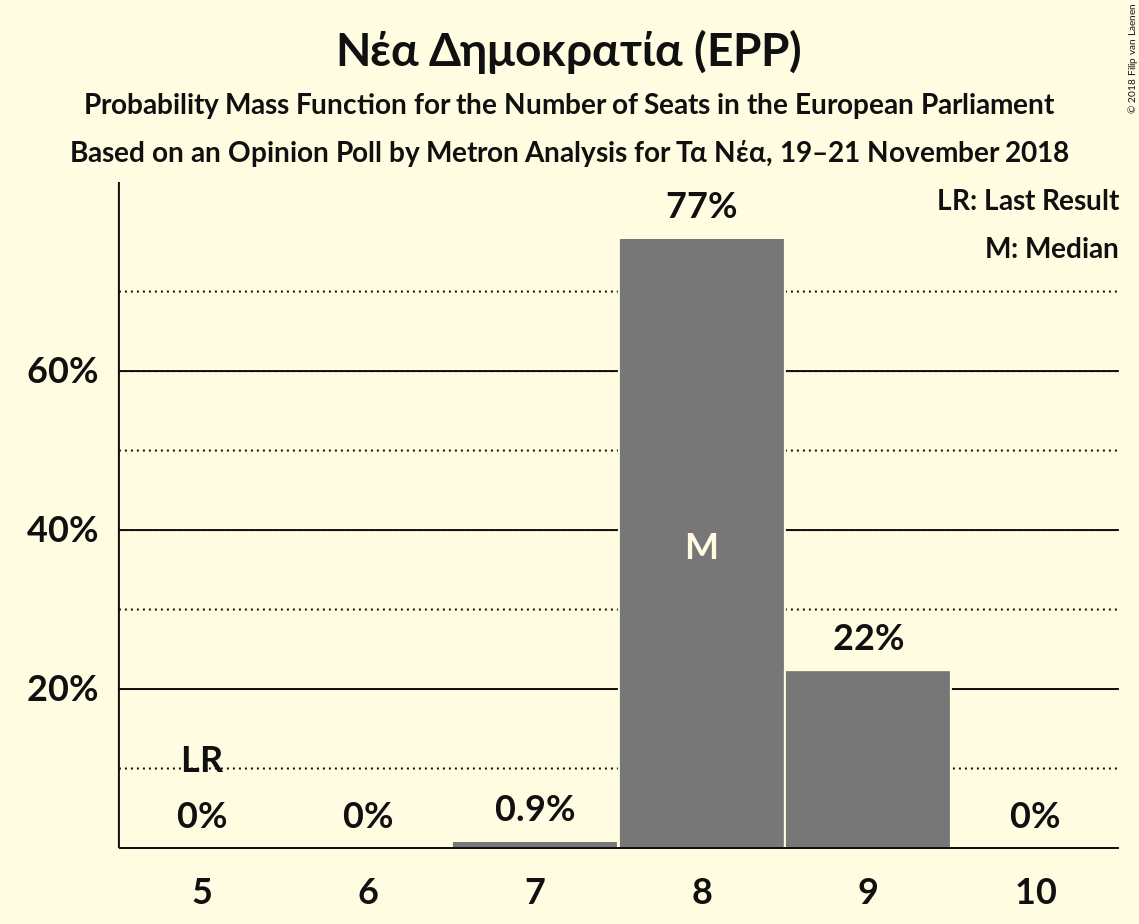 Νέα Δημοκρατία (EPP)
Probability Mass Function for the Number of Seats in the European Parliament
Based on an Opinion Poll by Metron Analysis for Τα Νέα, 19–21 November 2018
© 2018 Filip van Laenen
LR: Last Result
M: Median
77%
60%
40%
20%
M
22%
LR
0%
0%
0.9%
0%
5
6
7
8
9
10